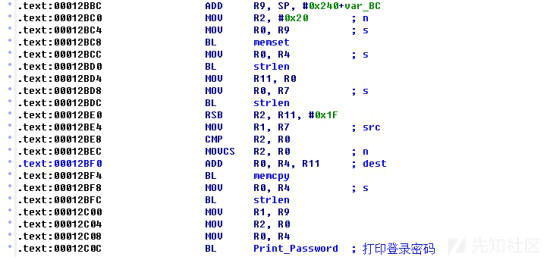 .text:00012BBC ADD R9, SP, #0x240+var_BC
.text:00012BC0 MOV R2, #0x20 ; n
.text:00012BC4 MOV R0, R9 ; s
.text:00012BC8 BL memset
.text:00012BCC MOV R0, R4 ; s
.text:00012BD0 BL strlen
.text:00012BD4 MOV R11, R0
.text:00012BD8 MOV R0, R7 ; s
.text:00012BDC BL strlen
.text:00012BE0 RSB R2, R11, #0x1F
.text:00012BE4 MOV R1, R7 ; src
.text:00012BE8 CMP R2, R0
.text:00012BEC MOVCS R2, R0 ; n
.text:00012BF0 ADD R0, R4, R11 ; dest
.text:00012BF4 BL memcpy
.text:00012BF8 MOV R0, R4 ; s
.text:00012BFC BL strlen
.text:00012C00 MOV R1, R9
.text:00012C04 MOV R2, R0
.text:00012C08 MOV R0, R4
.text:00012C0C BL Print_Password ; 打印登录密码
先知社区